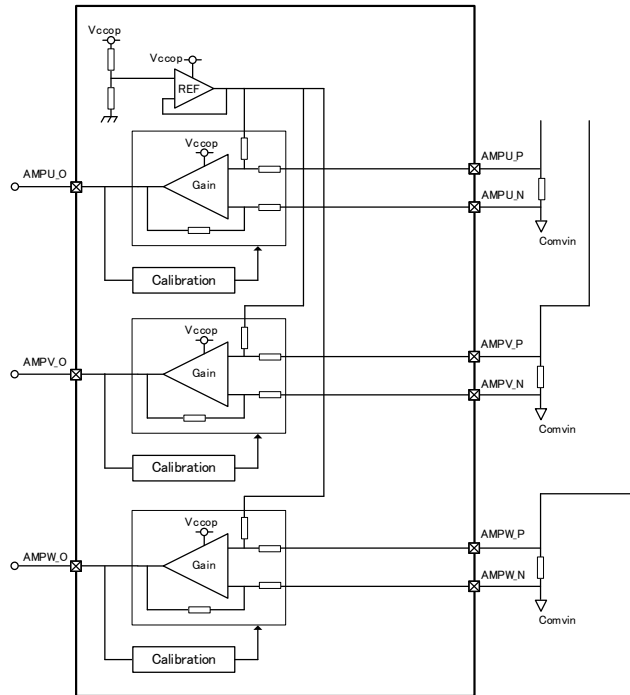 Vccop
Vccop
REF
Vccop
AMPU_O
Gain
AMPU_P
AMPU_N
Comvin
Calibration
Vccop
AMPV_O
Gain
AMPV_P
AMPV_N
Comvin
Calibration
Vccop
AMPW_O
Gain
AMPW_P
AMPW_N
Comvin
Calibration